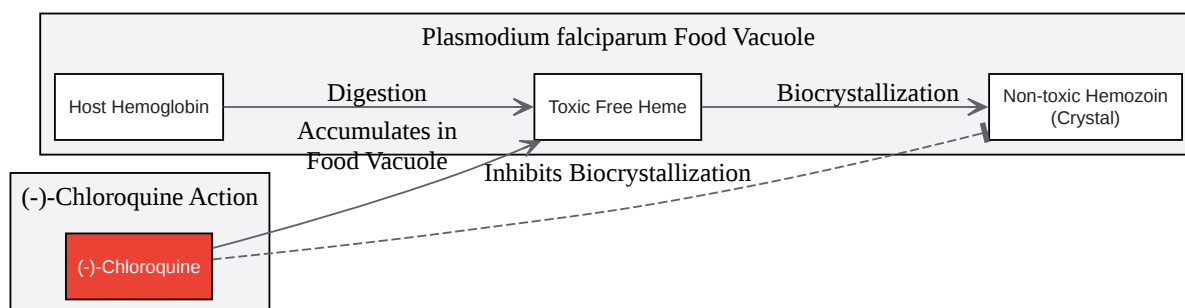 Plasmodium falciparum Food Vacuole
Host Hemoglobin
Digestion
Toxic Free Heme
Biocrystallization
Non-toxic Hemozoin
(Crystal)
Accumulates in
Food Vacuole
Inhibits Biocrystallization
(-)-Chloroquine Action
(-)-Chloroquine